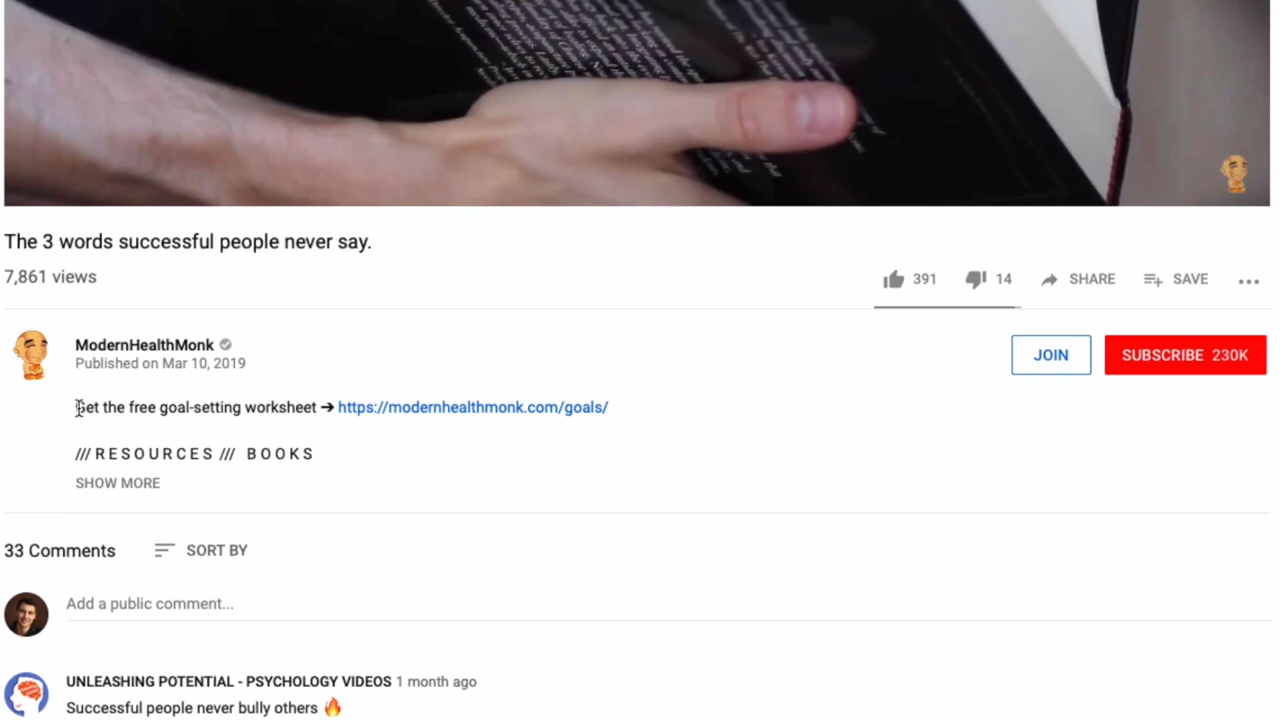 The 3 words successful people never say.
7,861 views
391 14 SHARE SAVE
ModernHealthMonk
Published on Mar 10, 2019
JOIN SUBSCRIBE 230K
Get the free goal-setting worksheet ➔ https://modernhealthmonk.com/goals/
/// R E S O U R C E S /// B O O K S
SHOW MORE
33 Comments SORT BY
Add a public comment...
UNLEASHING POTENTIAL - PSYCHOLOGY VIDEOS 1 month ago
Successful people never bully others 🔥